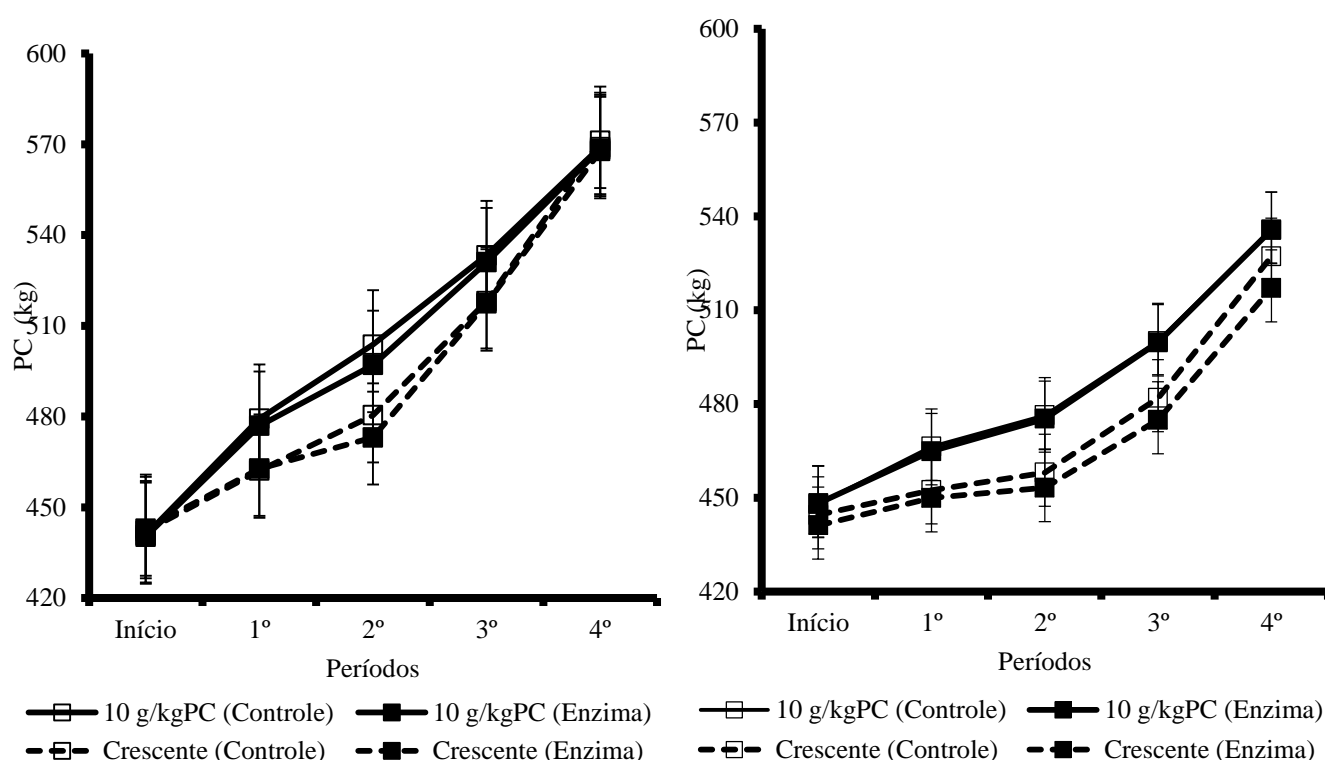 600
570
540
510
480
450
420
PC (kg)
Início 1º 2º 3º 4º
Períodos
10 g/kgPC (Controle) 10 g/kgPC (Enzima)
Crescente (Controle) Crescente (Enzima)
600
570
540
510
480
450
420
PC (kg)
Início 1º 2º 3º 4º
Períodos
10 g/kgPC (Controle) 10 g/kgPC (Enzima)
Crescente (Controle) Crescente (Enzima)